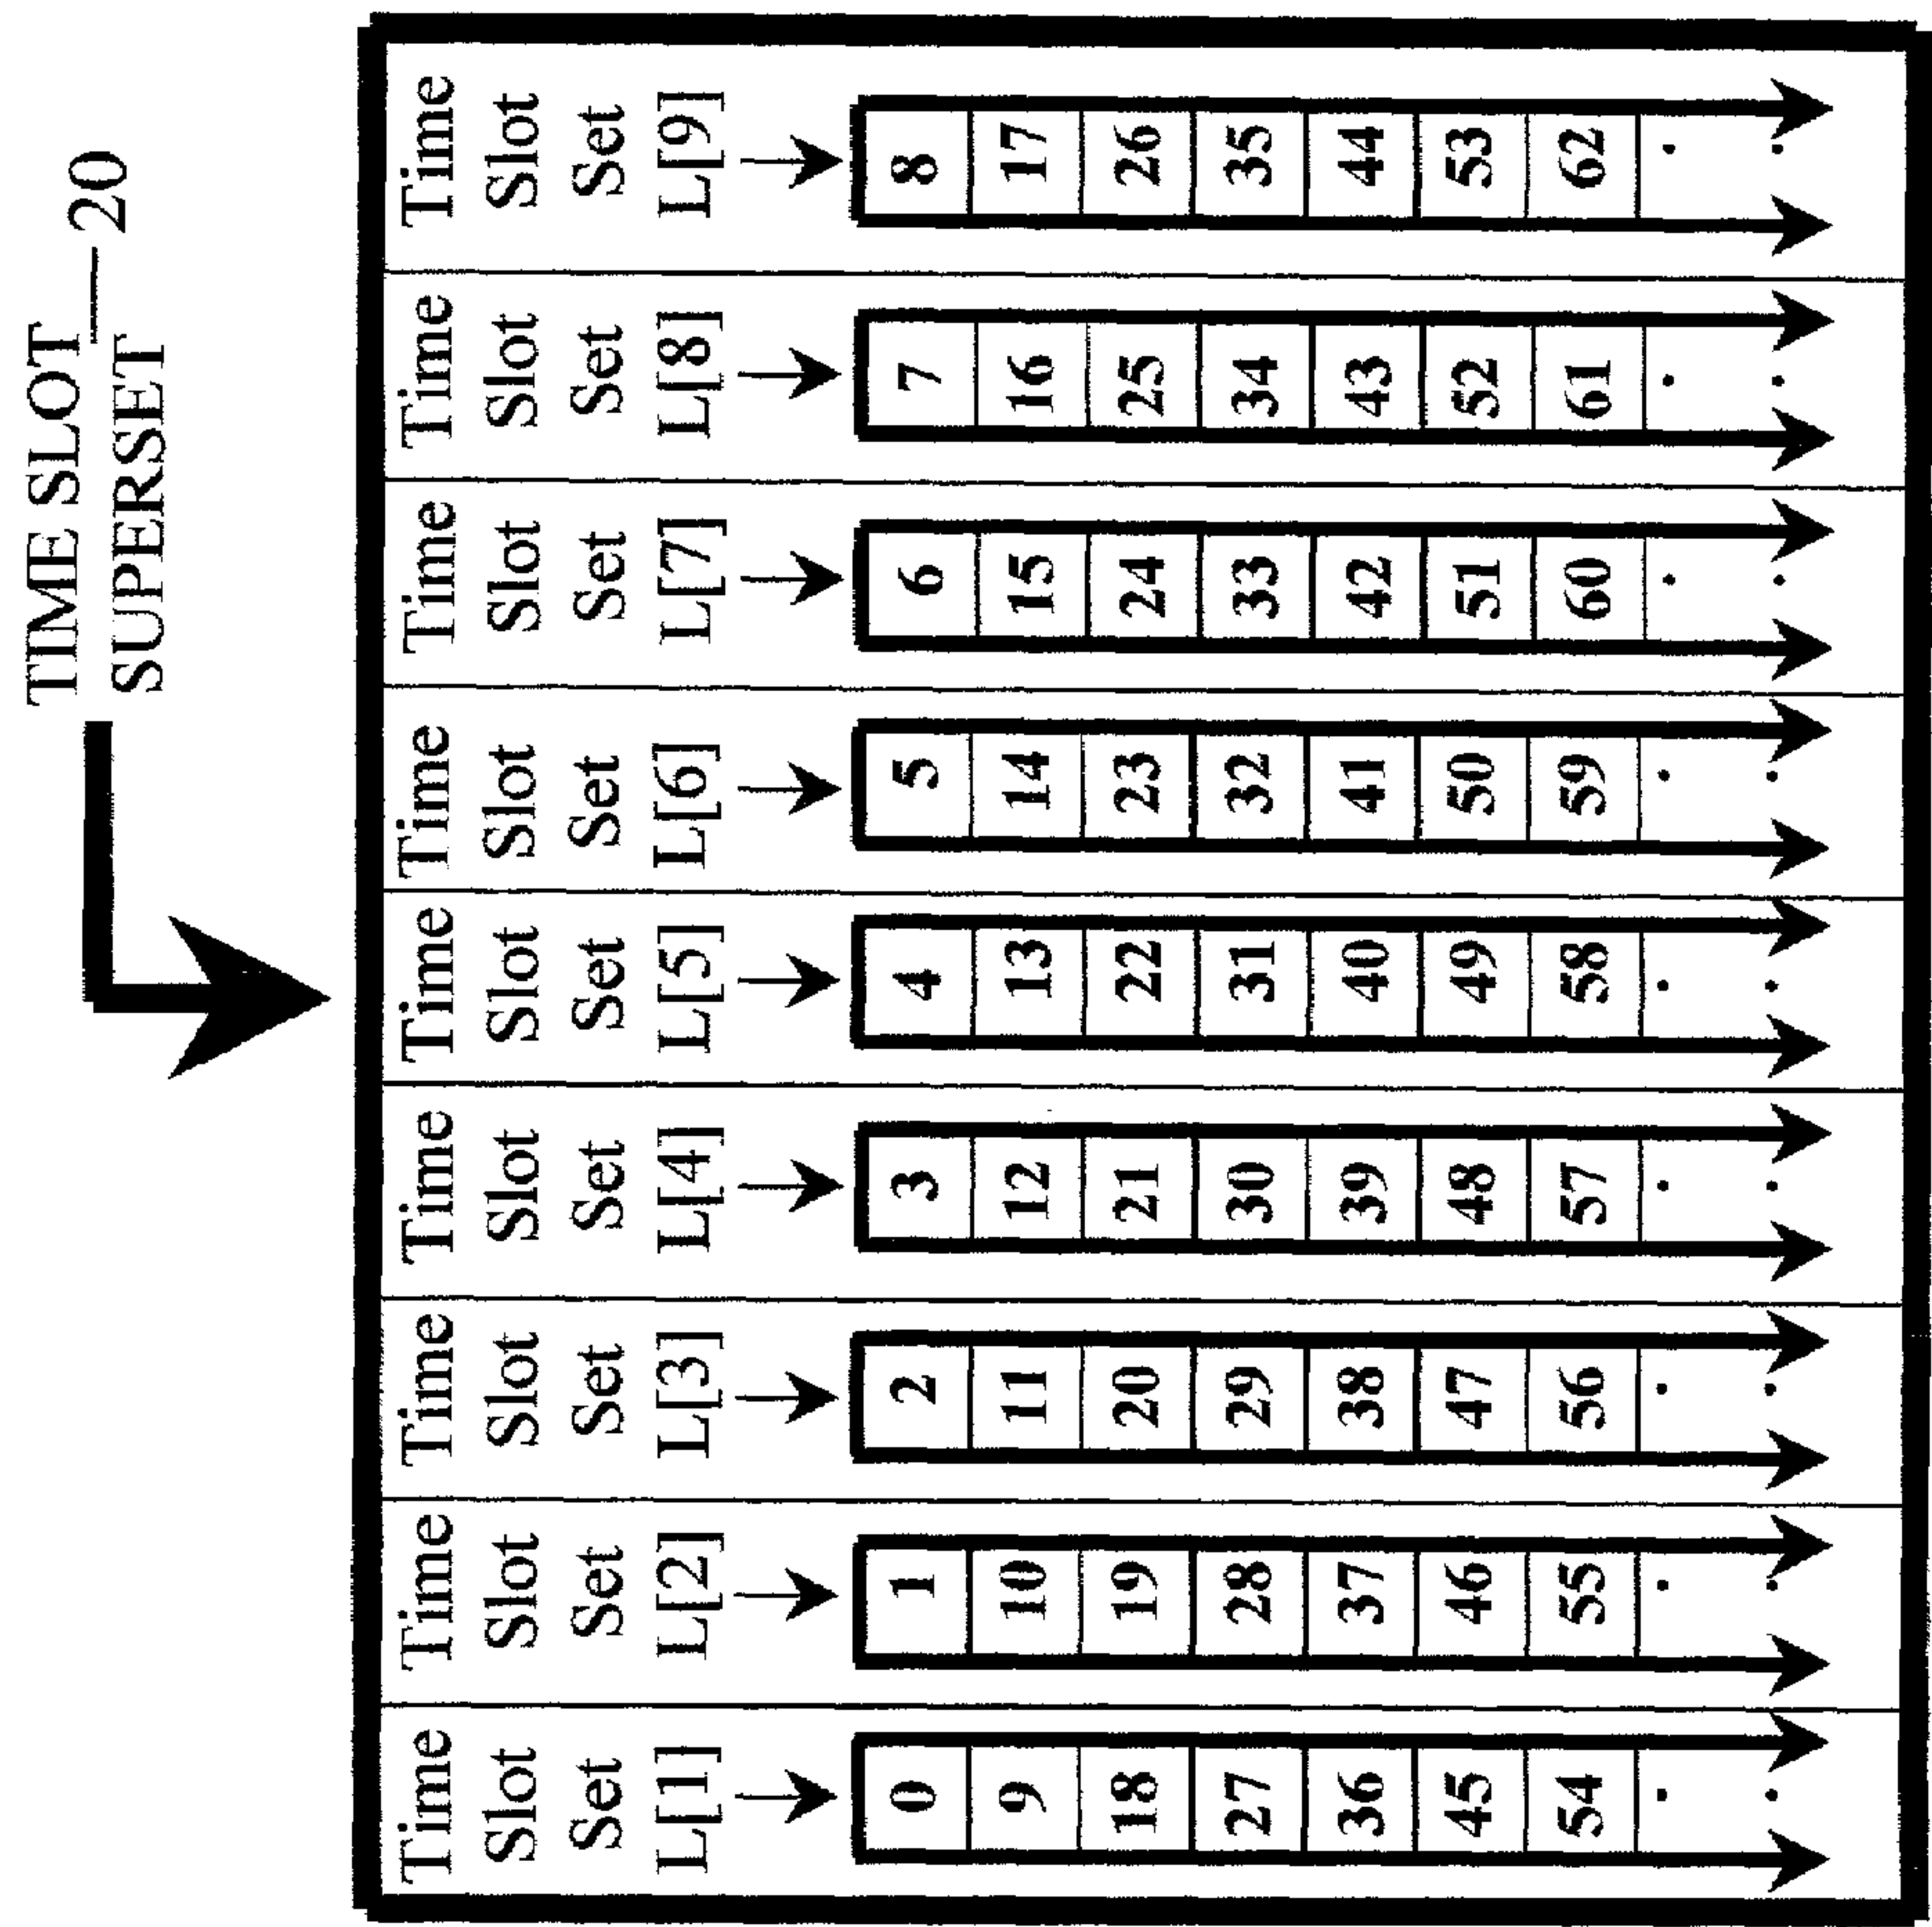 TIME SLOT
SUPERSET 20
Time Time Time Time Time Time Time Time Time
Slot Slot Slot Slot Slot Slot Slot Slot Slot
Set Set Set Set Set Set Set Set Set
L[1] L[2] L[3] L[4] L[5] L[6] L[7] L[8] L[9]
0 1 2 3 4 5 6 7 8
9 10 11 12 13 14 15 16 17
18 19 20 21 22 23 24 25 26
27 28 29 30 31 32 33 34 35
36 37 38 39 40 41 42 43 44
45 46 47 48 49 50 51 52 53
54 55 56 57 58 59 60 61 62